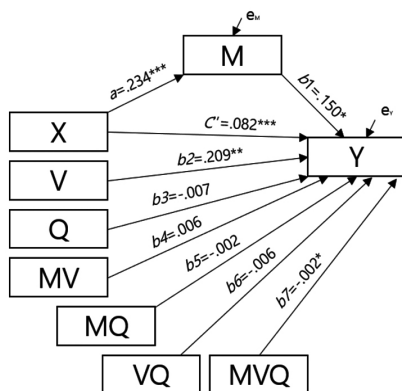 eM
M
a=.234***
b1=.150*
eY
X
C'=.082***
Y
V
b2=.209**
Q
b3=-.007
MV
b4=.006
MQ
b5=-.002
b6=-.006
b7=-.002*
VQ
MVQ